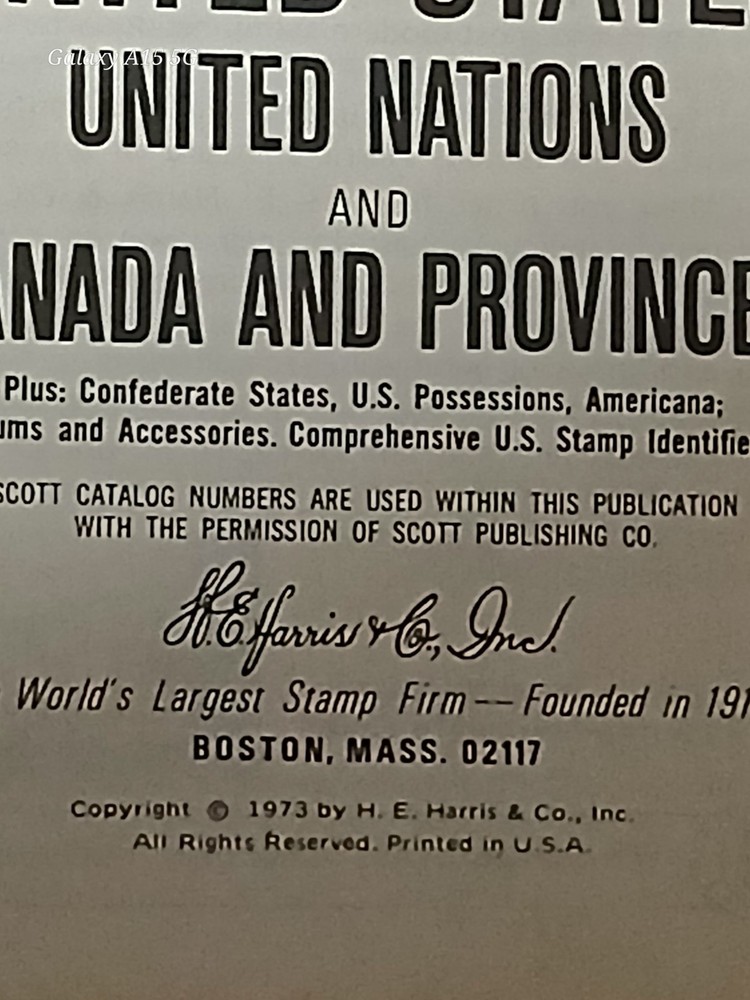 UNITED STATE
Galaxy A15 5G
UNITED NATIONS
AND
ANADA AND PROVINCE
Plus: Confederate States, U.S. Possessions, Americana;
ums and Accessories. Comprehensive U.S. Stamp Identifie
SCOTT CATALOG NUMBERS ARE USED WITHIN THIS PUBLICATION
WITH THE PERMISSION OF SCOTT PUBLISHING CO.
H.E. Harris & Co., Inc.
World's Largest Stamp Firm -- Founded in 191
BOSTON, MASS. 02117
Copyright © 1973 by H. E. Harris & Co., Inc.
All Rights Reserved. Printed in U.S.A.